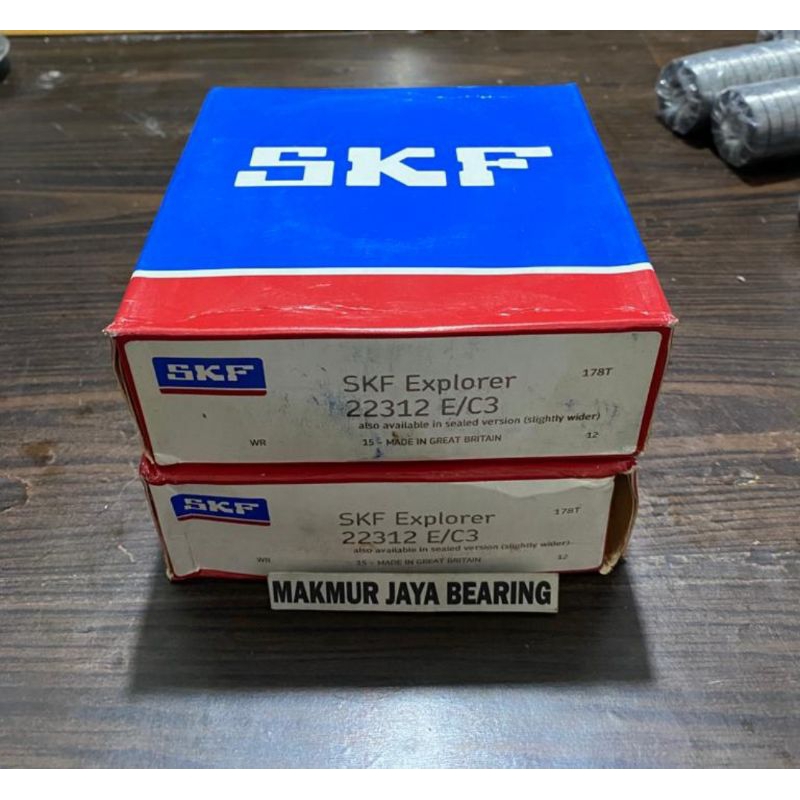 SKF
SKF
SKF Explorer
178T
22312 E/C3
also available in sealed version (slightly wider)
WR
15 - MADE IN GREAT BRITAIN
12
SKF
SKF Explorer
178T
22312 E/C3
also available in sealed version (slightly wider)
WR
15 - MADE IN GREAT BRITAIN
12
MAKMUR JAYA BEARING